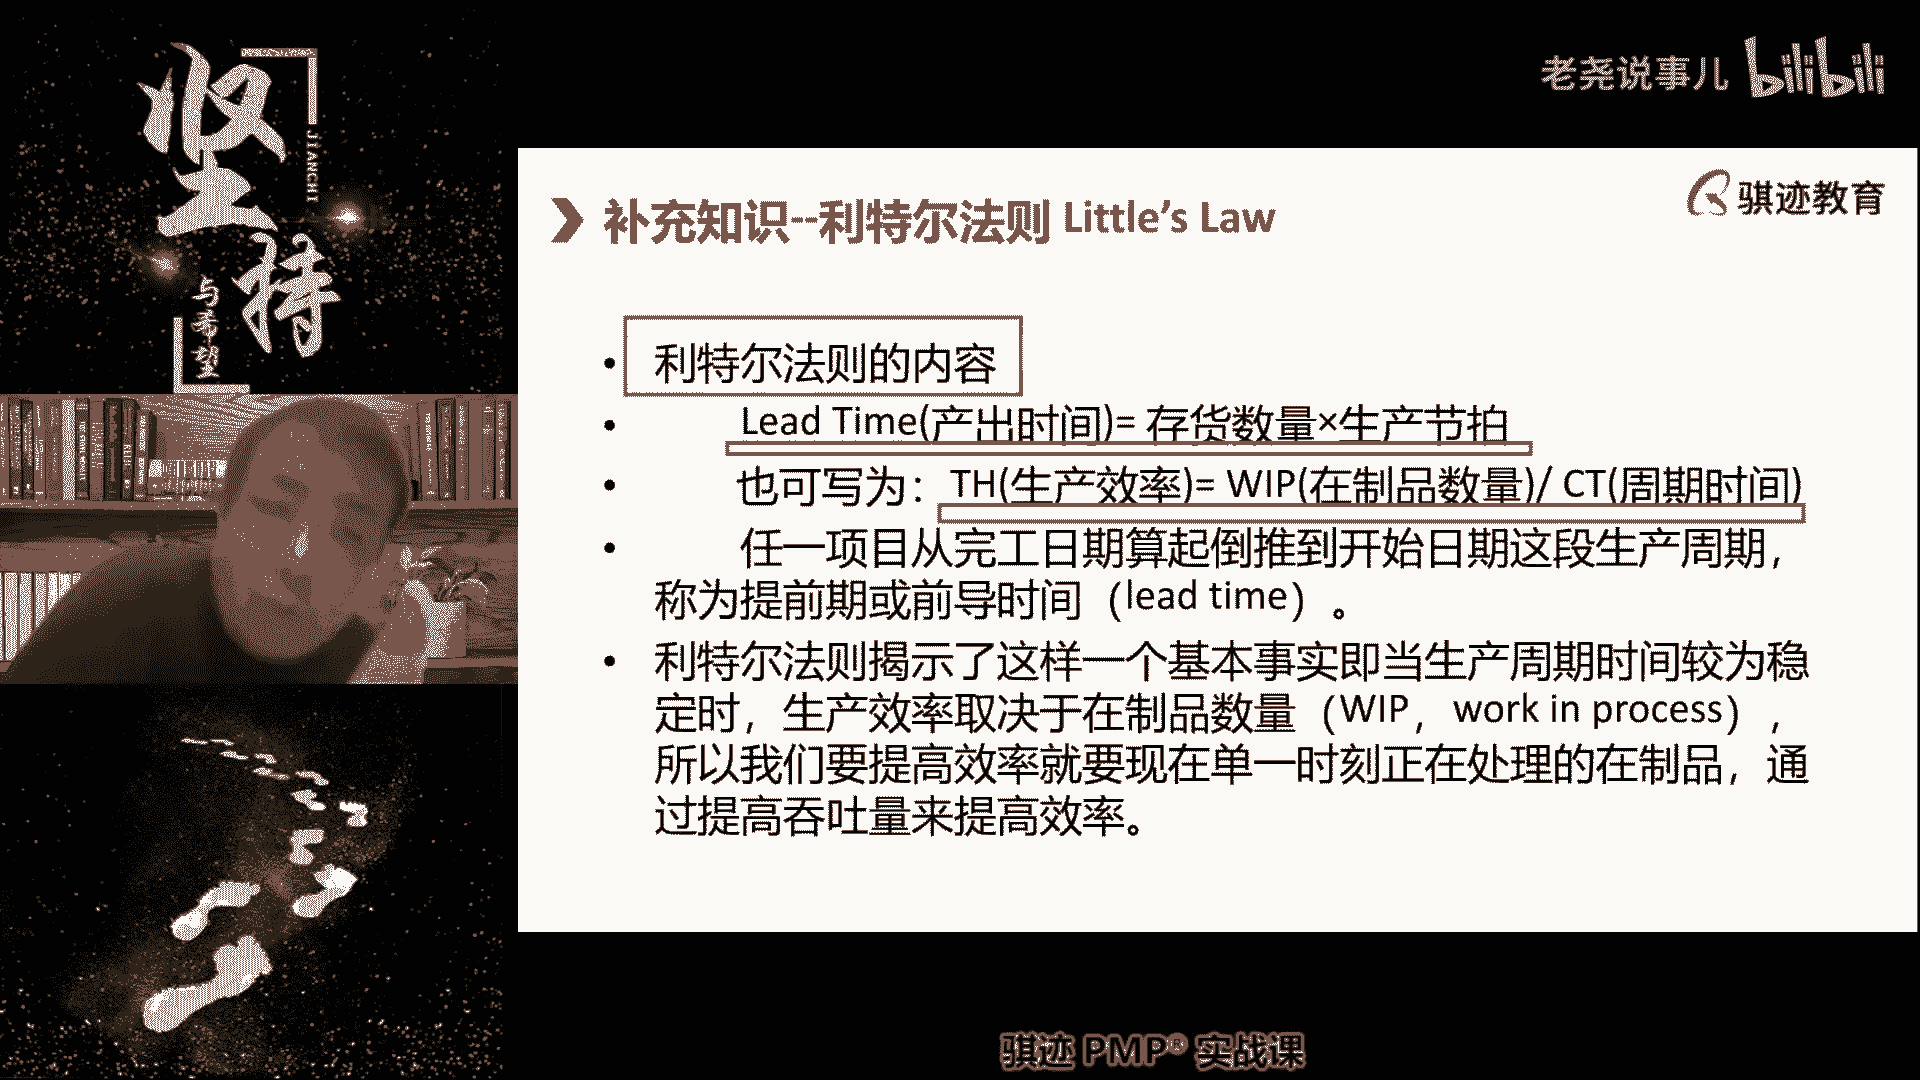 坚持
JIANCHI
与希望
老尧说事儿 bilibili
骐迹教育
补充知识--利特尔法则 Little's Law
• 利特尔法则的内容
• Lead Time(产出时间)= 存货数量×生产节拍
• 也可写为：TH(生产效率)= WIP(在制品数量)/ CT(周期时间)
• 任一项目从完工日期算起倒推到开始日期这段生产周期，
称为提前期或前导时间（lead time）。
• 利特尔法则揭示了这样一个基本事实即当生产周期时间较为稳
定时，生产效率取决于在制品数量（WIP，work in process），
所以我们要提高效率就要现在单一时刻正在处理的在制品，通
过提高吞吐量来提高效率。
骐迹 PMP® 实战课